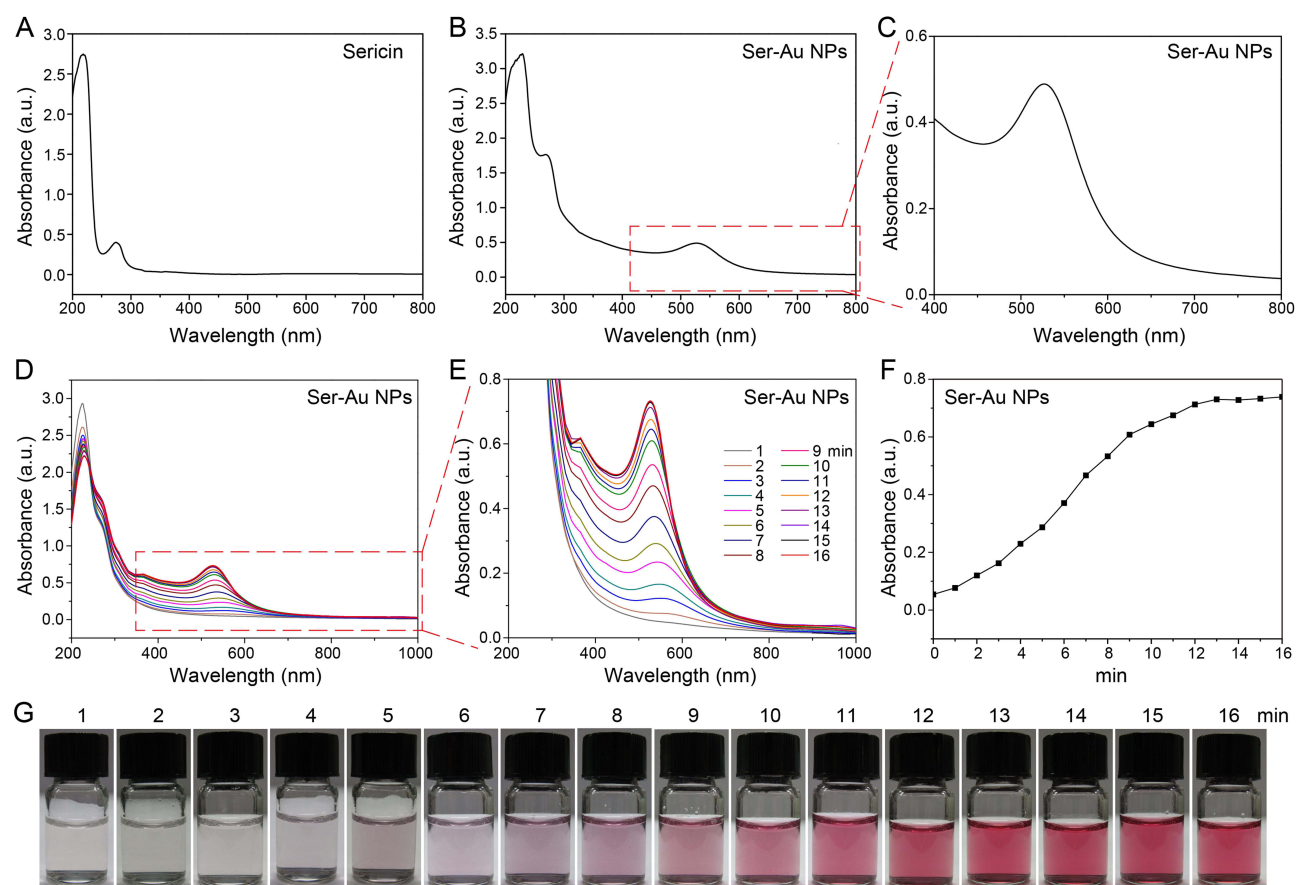 A
Sericin
3.0
2.5
2.0
1.5
1.0
0.5
0.0
Absorbance (a.u.)
200 300 400 500 600 700 800
Wavelength (nm)
B
Ser-Au NPs
3.5
3.0
2.5
2.0
1.5
1.0
0.5
0.0
Absorbance (a.u.)
200 300 400 500 600 700 800
Wavelength (nm)
C
Ser-Au NPs
0.6
0.4
0.2
0.0
Absorbance (a.u.)
400 500 600 700 800
Wavelength (nm)
D
Ser-Au NPs
3.0
2.5
2.0
1.5
1.0
0.5
0.0
Absorbance (a.u.)
200 400 600 800 1000
Wavelength (nm)
E
Ser-Au NPs
0.8
0.6
0.4
0.2
0.0
Absorbance (a.u.)
1 9 min
2 10
3 11
4 12
5 13
6 14
7 15
8 16
200 400 600 800 1000
Wavelength (nm)
F
Ser-Au NPs
0.8
0.6
0.4
0.2
0.0
Absorbance (a.u.)
0 2 4 6 8 10 12 14 16
min
G
1 2 3 4 5 6 7 8 9 10 11 12 13 14 15 16 min